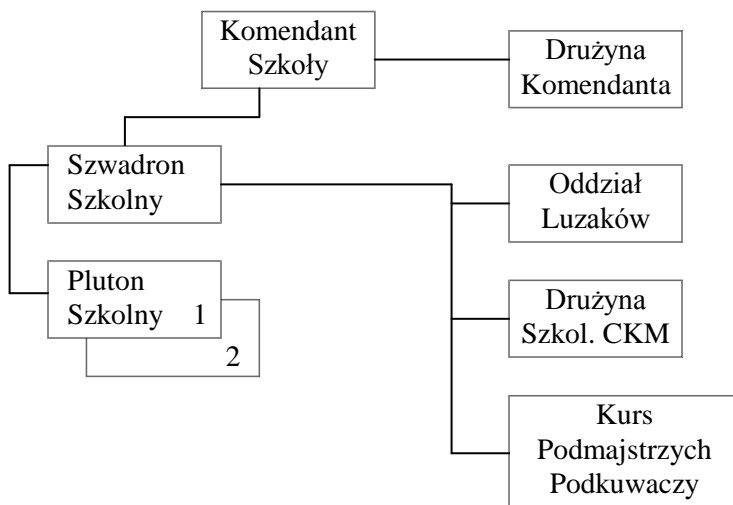 Komendant
Szkoły
Drużyna
Komendanta
Szwadron
Szkolny
Oddział
Luzaków
Pluton
Szkolny 1
2
Drużyna
Szkol. CKM
Kurs
Podmajstrzych
Podkuwaczy